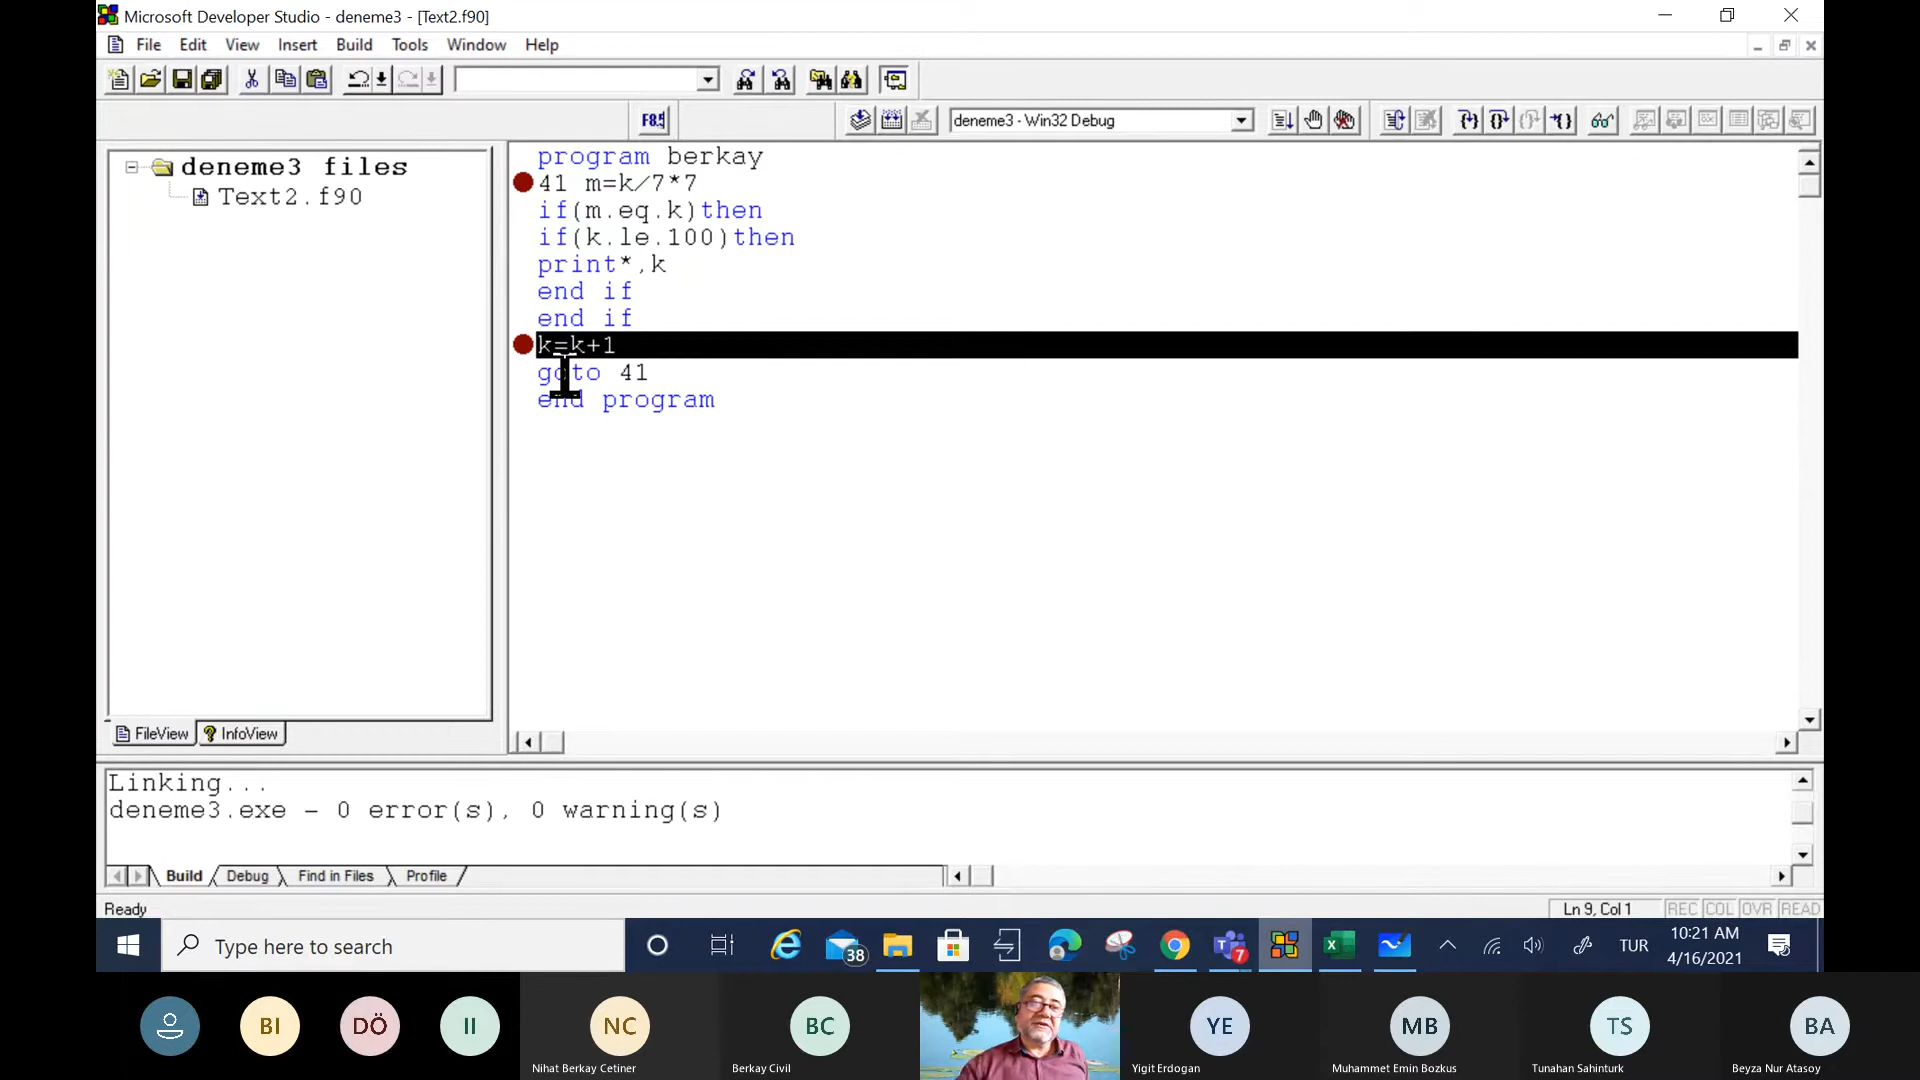 Microsoft Developer Studio - deneme3 - [Text2.f90]
File Edit View Insert Build Tools Window Help
F8
deneme3 - Win32 Debug
deneme3 files
Text2.f90
program berkay
41 m=k/7*7
if(m.eq.k)then
if(k.le.100)then
print*,k
end if
end if
k=k+1
goto 41
end program
FileView InfoView
Linking...
deneme3.exe - 0 error(s), 0 warning(s)
Build Debug Find in Files Profile
Ready
Ln 9, Col 1 REC COL OVR READ
Type here to search
38
7
TUR
10:21 AM
4/16/2021
BI DÖ II NC BC YE MB TS BA
Nihat Berkay Cetiner
Berkay Civil
Yigit Erdogan
Muhammet Emin Bozkus
Tunahan Sahinturk
Beyza Nur Atasoy